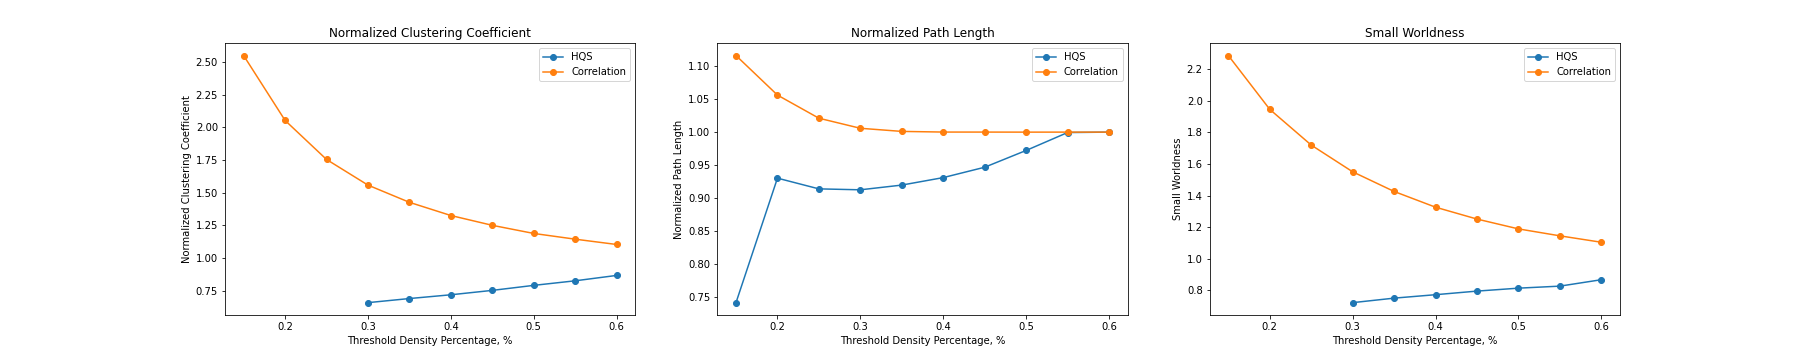 Normalized Clustering Coefficient
HQS
Correlation
2.50
2.25
2.00
1.75
1.50
1.25
1.00
0.75
Normalized Clustering Coefficient
0.2
0.3
0.4
0.5
0.6
Threshold Density Percentage, %
Normalized Path Length
HQS
Correlation
1.10
1.05
1.00
0.95
0.90
0.85
0.80
0.75
Normalized Path Length
0.2
0.3
0.4
0.5
0.6
Threshold Density Percentage, %
Small Worldness
HQS
Correlation
2.2
2.0
1.8
1.6
1.4
1.2
1.0
0.8
Small Worldness
0.2
0.3
0.4
0.5
0.6
Threshold Density Percentage, %